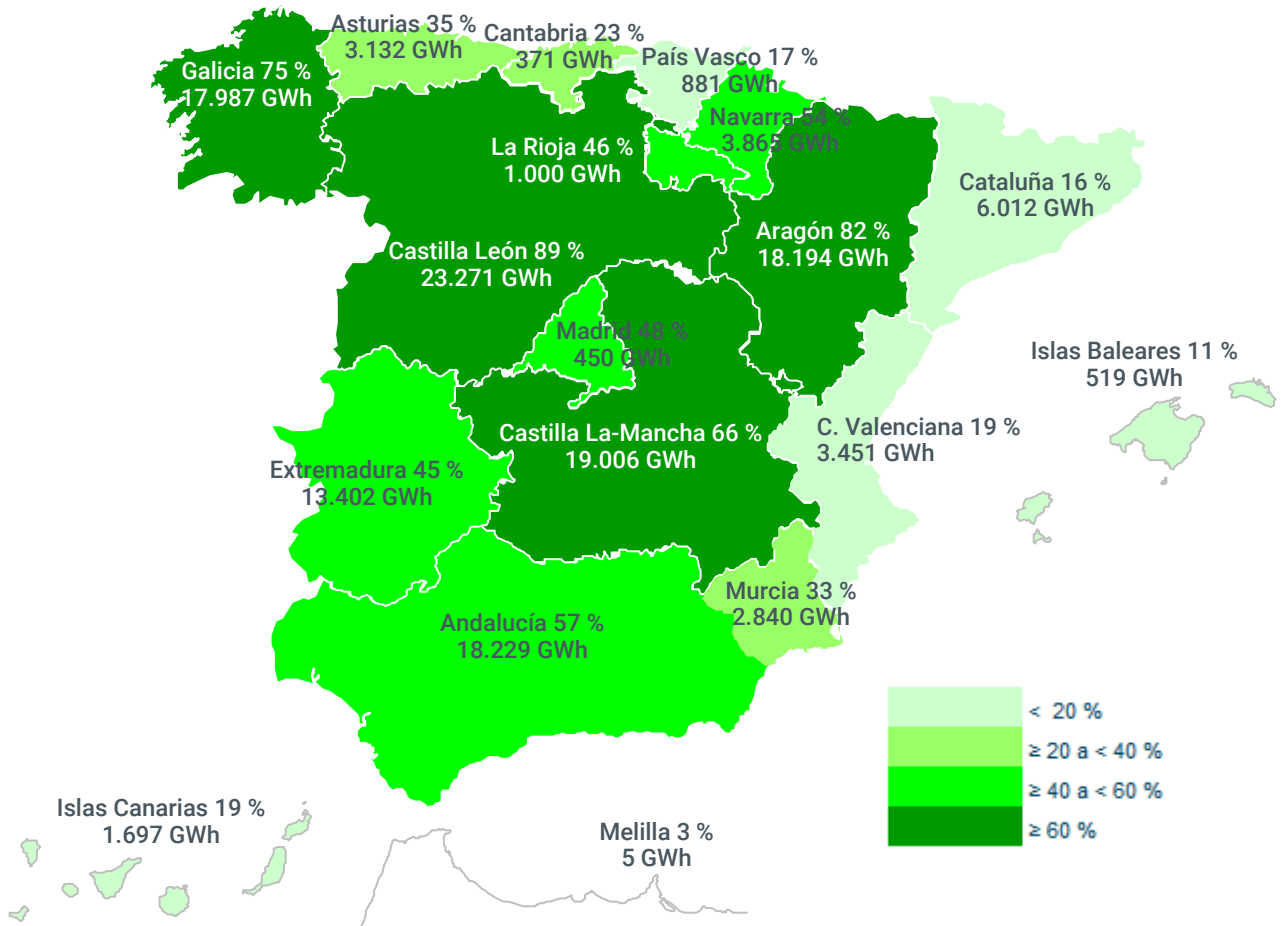 Asturias 35 %
3.132 GWh
Cantabria 23 %
371 GWh
País Vasco 17 %
881 GWh
Galicia 75 %
17.987 GWh
Navarra 54 %
3.865 GWh
La Rioja 46 %
1.000 GWh
Cataluña 16 %
6.012 GWh
Aragón 82 %
18.194 GWh
Castilla León 89 %
23.271 GWh
Madrid 48 %
450 GWh
Islas Baleares 11 %
519 GWh
Castilla La-Mancha 66 %
19.006 GWh
C. Valenciana 19 %
3.451 GWh
Extremadura 45 %
13.402 GWh
Murcia 33 %
2.840 GWh
Andalucía 57 %
18.229 GWh
Islas Canarias 19 %
1.697 GWh
Melilla 3 %
5 GWh
< 20 %
≥ 20 a < 40 %
≥ 40 a < 60 %
≥ 60 %